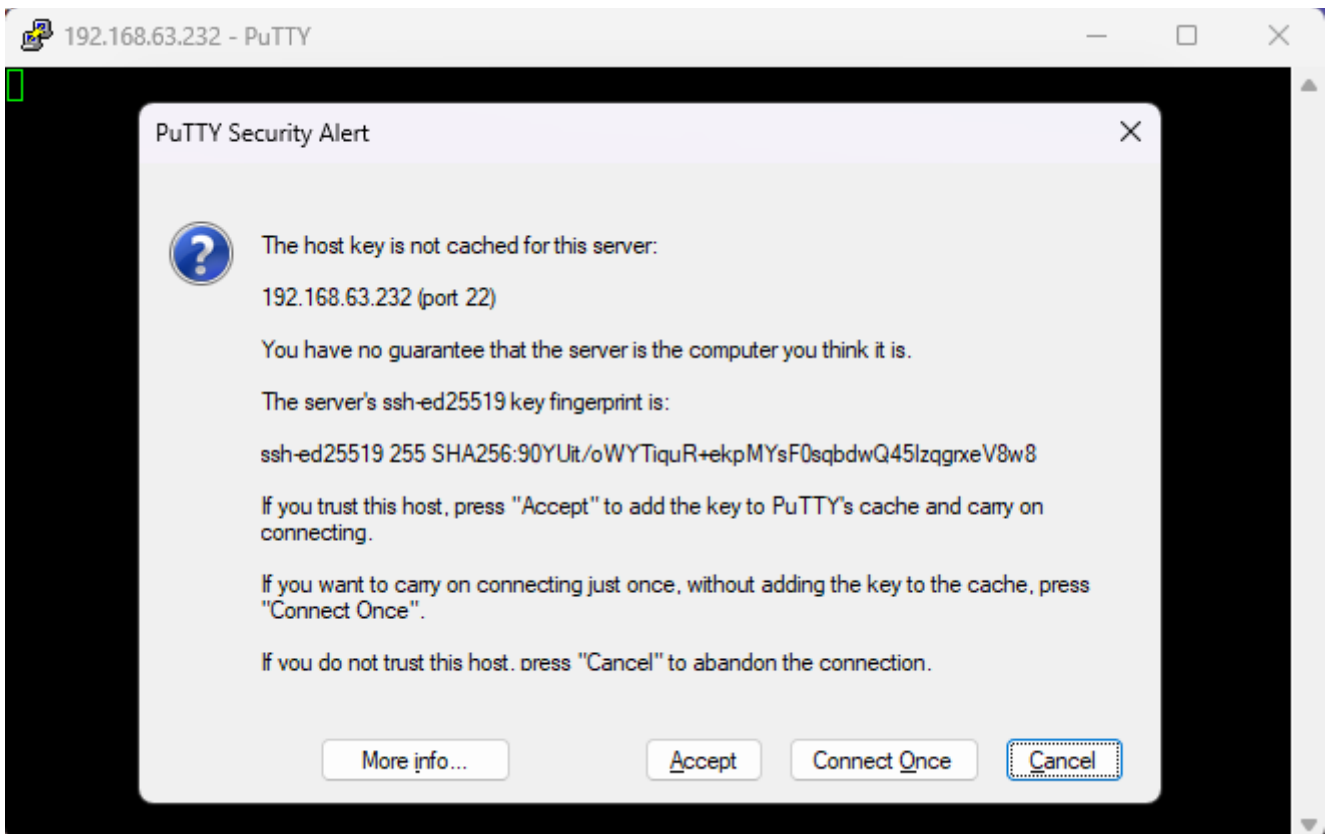 192.168.63.232 - PuTTY
PuTTY Security Alert
The host key is not cached for this server:
192.168.63.232 (port 22)
You have no guarantee that the server is the computer you think it is.
The server's ssh-ed25519 key fingerprint is:
ssh-ed25519 255 SHA256:90YUit/oWYTiquR+ekpMYsF0sqbdwQ45lzqgrxeV8w8
If you trust this host, press "Accept" to add the key to PuTTY's cache and carry on
connecting.
If you want to carry on connecting just once, without adding the key to the cache, press
"Connect Once".
If you do not trust this host, press "Cancel" to abandon the connection.
More info...
Accept
Connect Once
Cancel